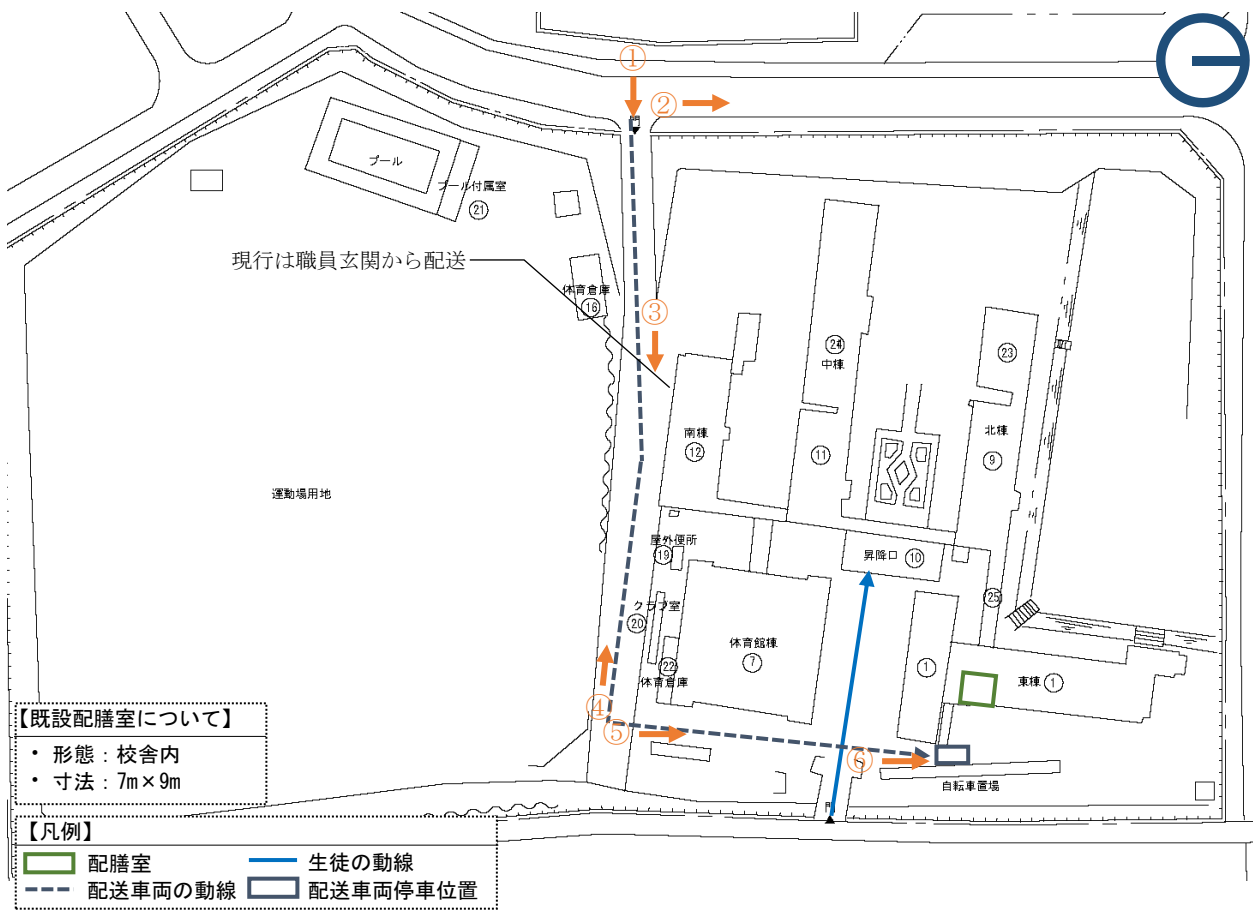 ①
②
門
プール
プール付属室
㉑
現行は職員玄関から配送
体育倉庫
⑯
③
㉔
中棟
㉓
南棟
⑫
⑪
北棟
⑨
運動場用地
屋外便所
⑲
昇降口 ⑩
㉕
クラブ室
⑳
体育館棟
⑦
㉒
体育倉庫
①
東棟 ①
④
⑤
⑥
自転車置場
門
【既設配膳室について】
・ 形態：校舎内
・ 寸法：7m×9m
【凡例】
配膳室
生徒の動線
配送車両の動線
配送車両停車位置